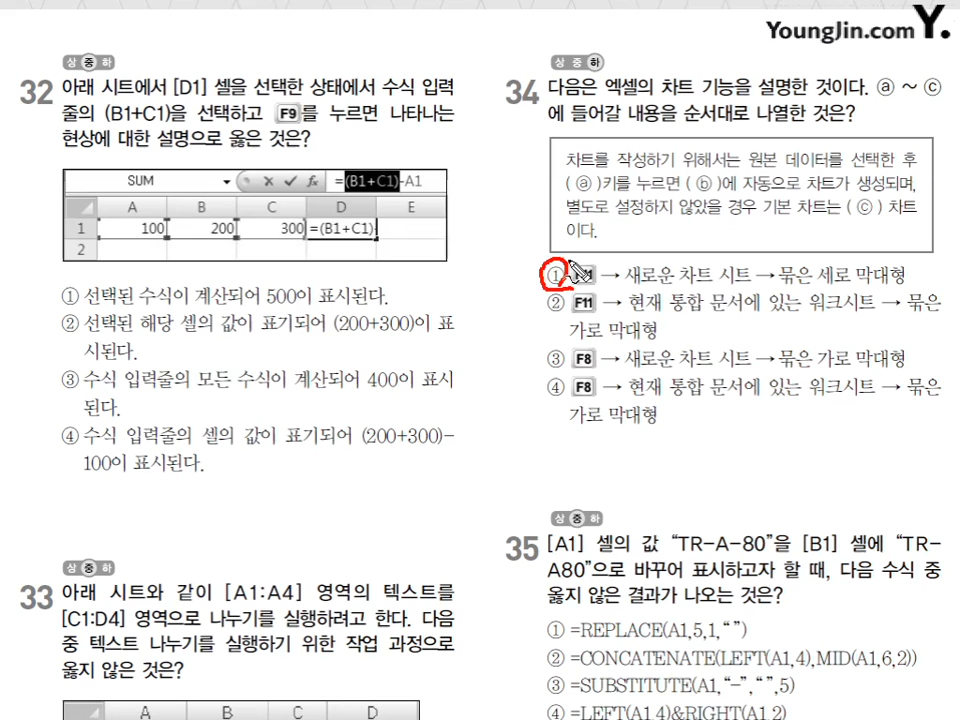 YoungJin.com Y.
상 중 하
32 아래 시트에서 [D1] 셀을 선택한 상태에서 수식 입력
줄의 (B1+C1)을 선택하고 F9 를 누르면 나타나는
현상에 대한 설명으로 옳은 것은?
SUM =(B1+C1)-A1
A B C D E
1 100 200 300 =(B1+C1)-
2
① 선택된 수식이 계산되어 500이 표시된다.
② 선택된 해당 셀의 값이 표기되어 (200+300)이 표
시된다.
③ 수식 입력줄의 모든 수식이 계산되어 400이 표시
된다.
④ 수식 입력줄의 셀의 값이 표기되어 (200+300)-
100이 표시된다.
상 중 하
33 아래 시트와 같이 [A1:A4] 영역의 텍스트를
[C1:D4] 영역으로 나누기를 실행하려고 한다. 다음
중 텍스트 나누기를 실행하기 위한 작업 과정으로
옳지 않은 것은?
A B C D
상 중 하
34 다음은 엑셀의 차트 기능을 설명한 것이다. ⓐ ~ ⓒ
에 들어갈 내용을 순서대로 나열한 것은?
차트를 작성하기 위해서는 원본 데이터를 선택한 후
( ⓐ )키를 누르면 ( ⓑ )에 자동으로 차트가 생성되며,
별도로 설정하지 않았을 경우 기본 차트는 ( ⓒ ) 차트
이다.
① → 새로운 차트 시트 → 묶은 세로 막대형
② F11 → 현재 통합 문서에 있는 워크시트 → 묶은
가로 막대형
③ F8 → 새로운 차트 시트 → 묶은 가로 막대형
④ F8 → 현재 통합 문서에 있는 워크시트 → 묶은
가로 막대형
상 중 하
35 [A1] 셀의 값 “TR-A-80”을 [B1] 셀에 “TR-
A80”으로 바꾸어 표시하고자 할 때, 다음 수식 중
옳지 않은 결과가 나오는 것은?
① =REPLACE(A1,5,1,“”)
② =CONCATENATE(LEFT(A1,4),MID(A1,6,2))
③ =SUBSTITUTE(A1,“-”,“”,5)
④ =LEFT(A1,4)&RIGHT(A1,2)